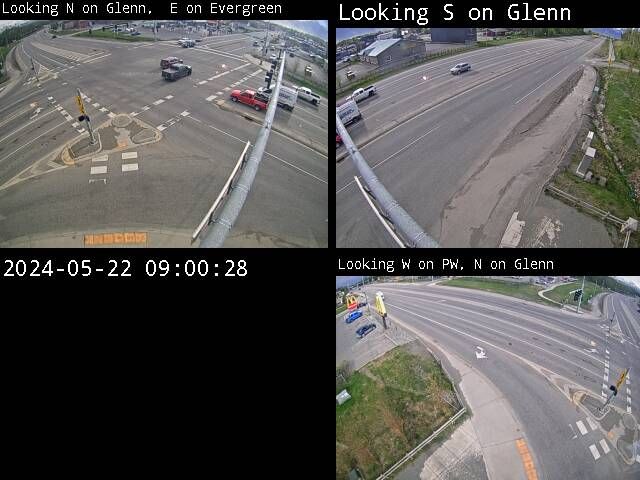 Looking N on Glenn,  E on Evergreen
Looking S on Glenn
2024-05-22 09:00:28
Looking W on PW, N on Glenn